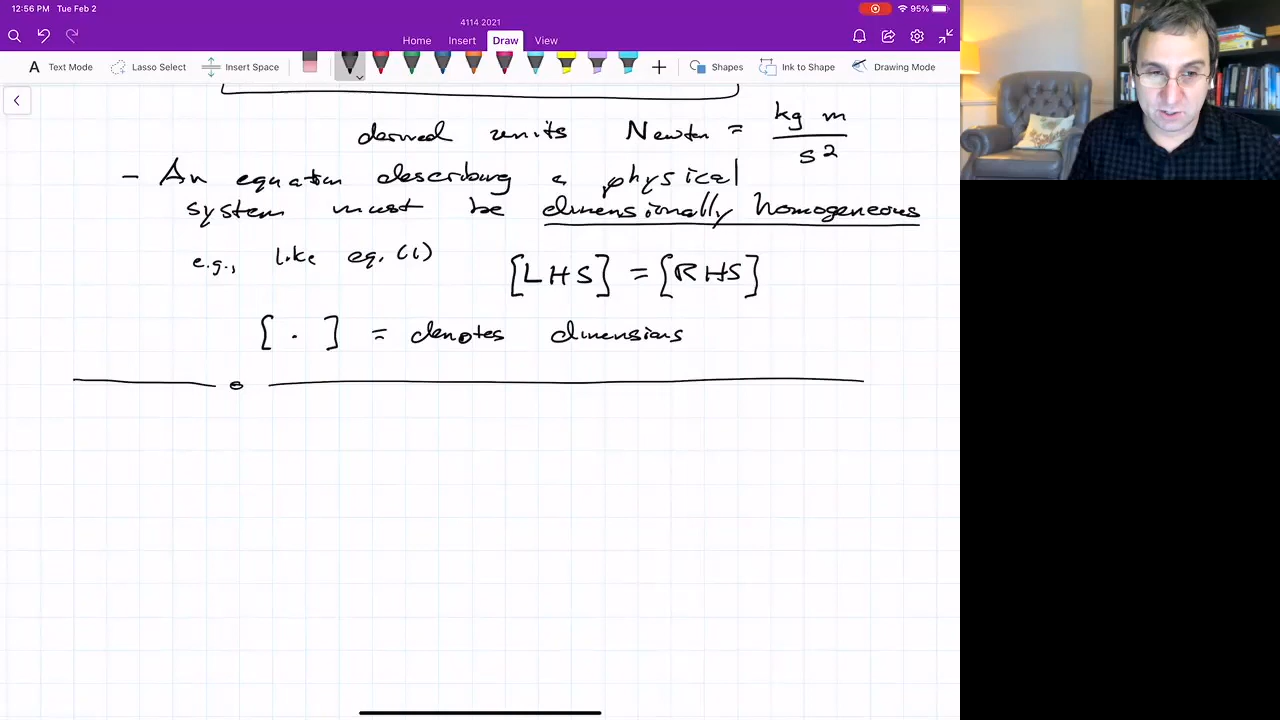 12:56 PM Tue Feb 2
95%
4114 2021
Home Insert Draw View
Text Mode Lasso Select Insert Space Shapes Ink to Shape Drawing Mode
derived units Newton = kg m
s2
- An equation describing a physical
system must be dimensionally homogeneous
e.g., like eq. (1) [LHS] = [RHS]
[ . ] = denotes dimensions